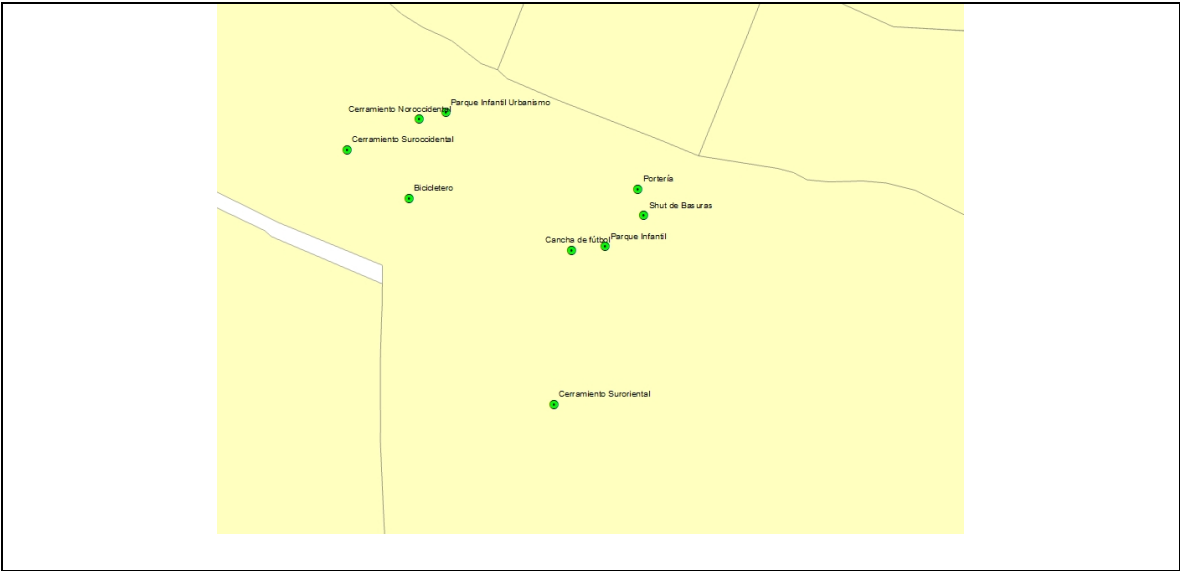 Parque Infantil Urbanismo
Cerramiento Noroccidental
Cerramiento Suroccidental
Portería
Bicicletero
Shut de Basuras
Parque Infantil
Cancha de fútbol
Cerramiento Suroriental